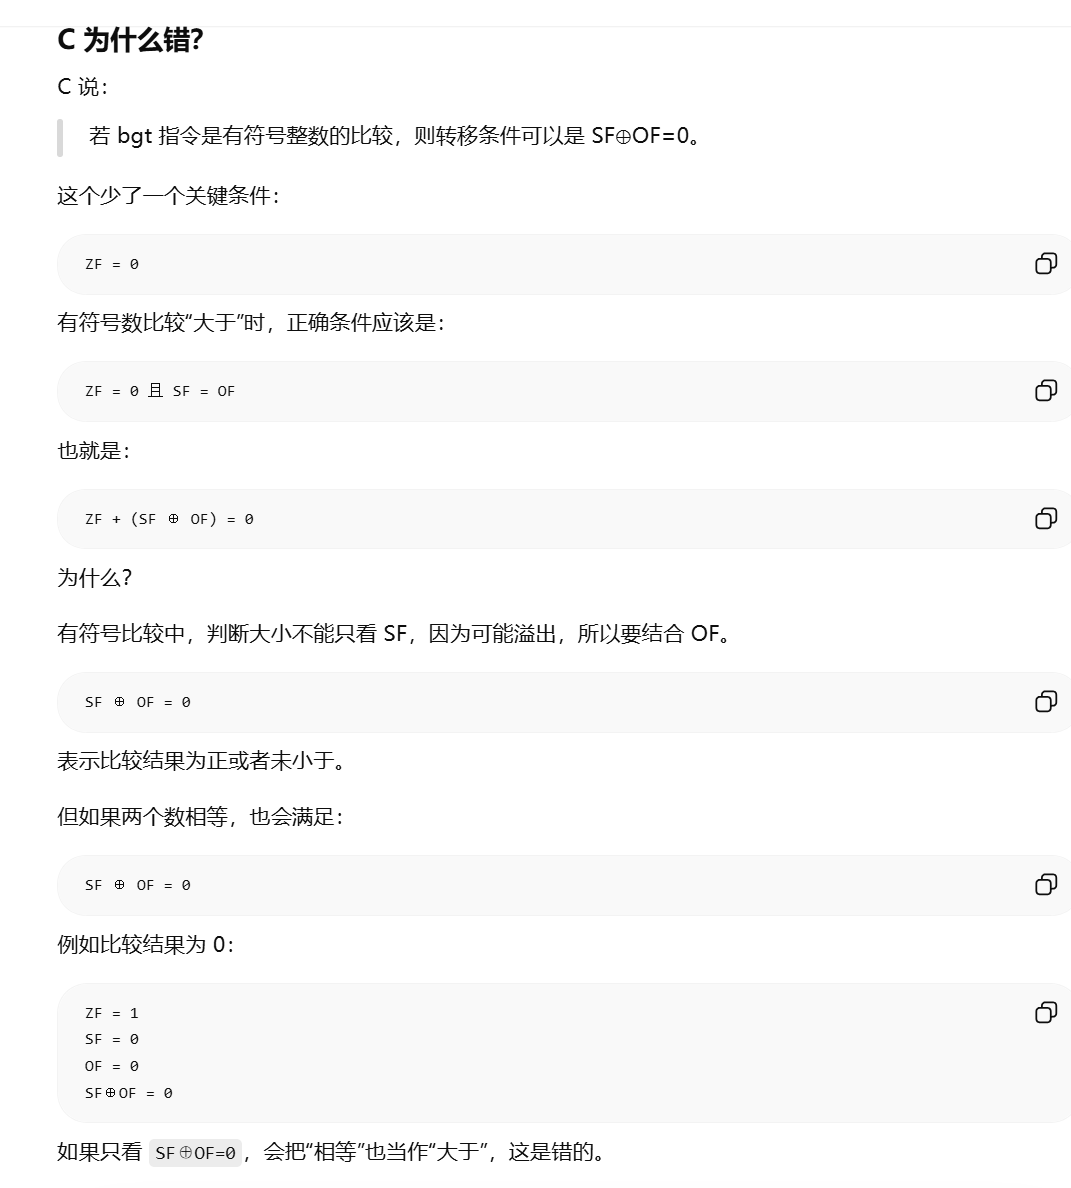 C 为什么错？
C 说：
若 bgt 指令是有符号整数的比较，则转移条件可以是 SF⊕OF=0。
这个少了一个关键条件：
ZF = 0
有符号数比较“大于”时，正确条件应该是：
ZF = 0 且 SF = OF
也就是：
ZF + (SF ⊕ OF) = 0
为什么？
有符号比较中，判断大小不能只看 SF，因为可能溢出，所以要结合 OF。
SF ⊕ OF = 0
表示比较结果为正或者未小于。
但如果两个数相等，也会满足：
SF ⊕ OF = 0
例如比较结果为 0：
ZF = 1
SF = 0
OF = 0
SF⊕OF = 0
如果只看 SF⊕OF=0，会把“相等”也当作“大于”，这是错的。